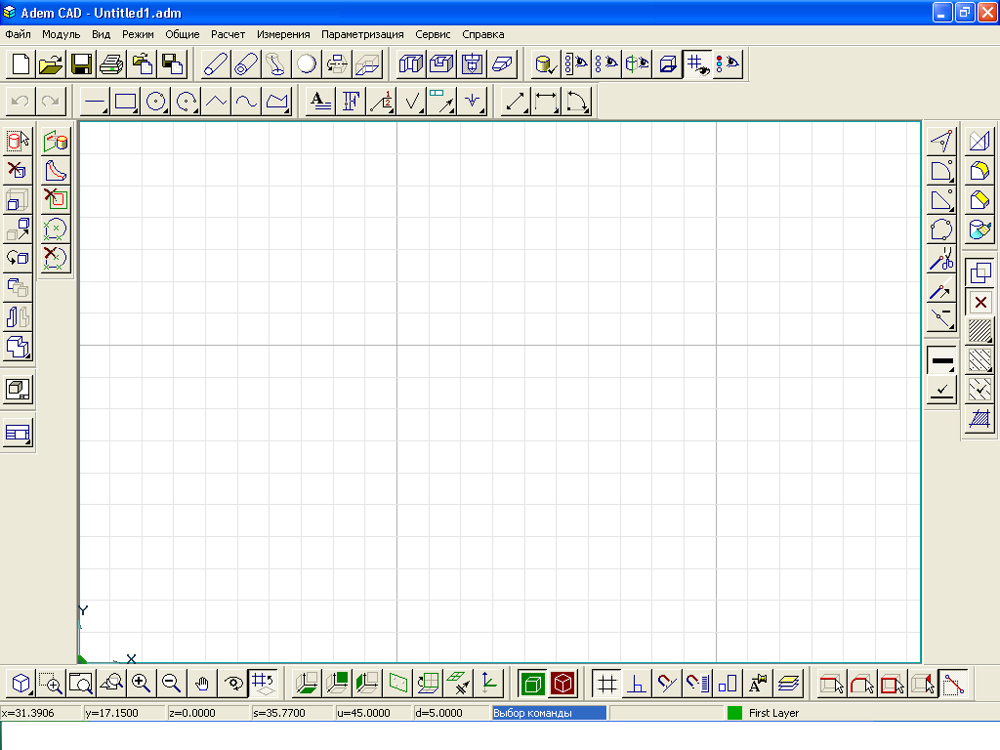 Adem CAD - Untitled1.adm
Файл Модуль Вид Режим Общие Расчет Измерения Параметризация Сервис Справка
Y
X
x=31.3906 y=17.1500 z=0.0000 s=35.7700 u=45.0000 d=5.0000 Выбор команды First Layer